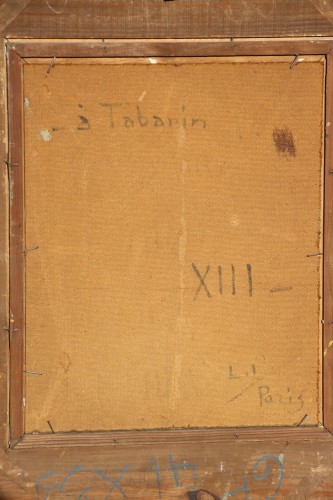 - à Tabarin
XIII -
L.I
/ Paris